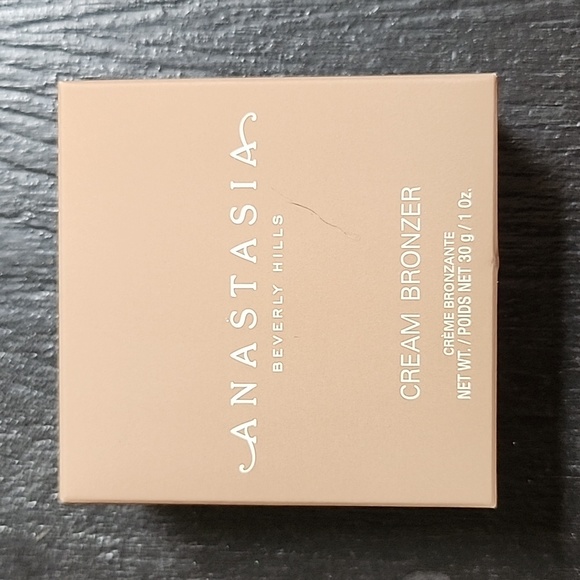 ANASTASIA
BEVERLY HILLS
CREAM BRONZER
CRÈME BRONZANTE
NET WT. / POIDS NET 30 g / 1 Oz.